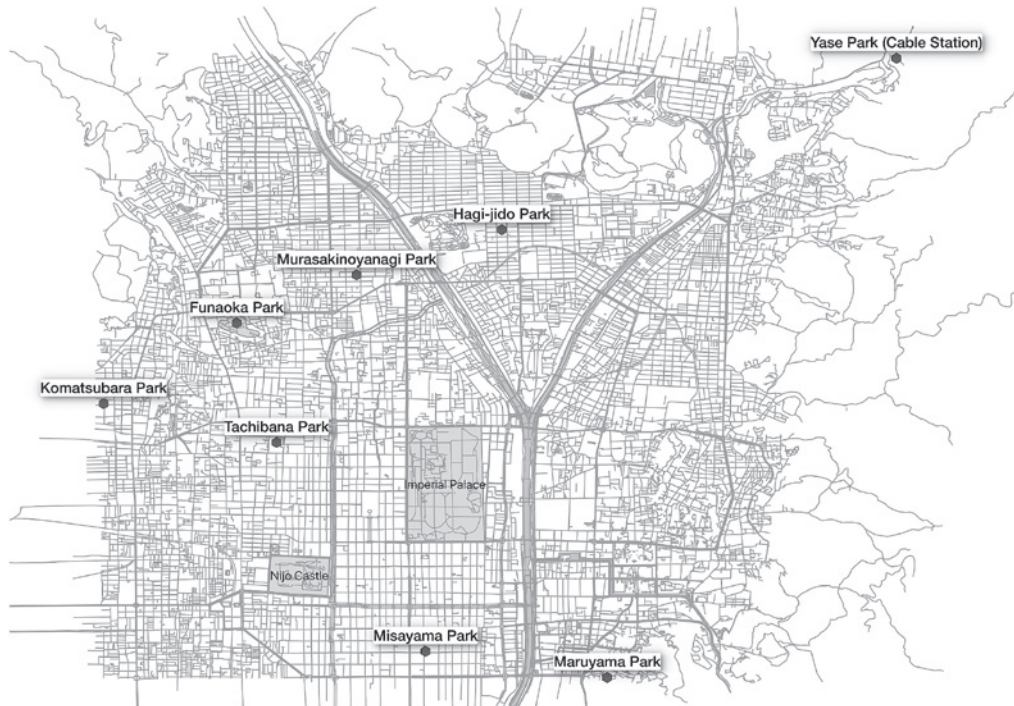 Yase Park (Cable Station)
Hagi-jido Park
Murasakinoyanagi Park
Funaoka Park
Komatsubara Park
Tachibana Park
Imperial Palace
Nijo Castle
Misayama Park
Maruyama Park